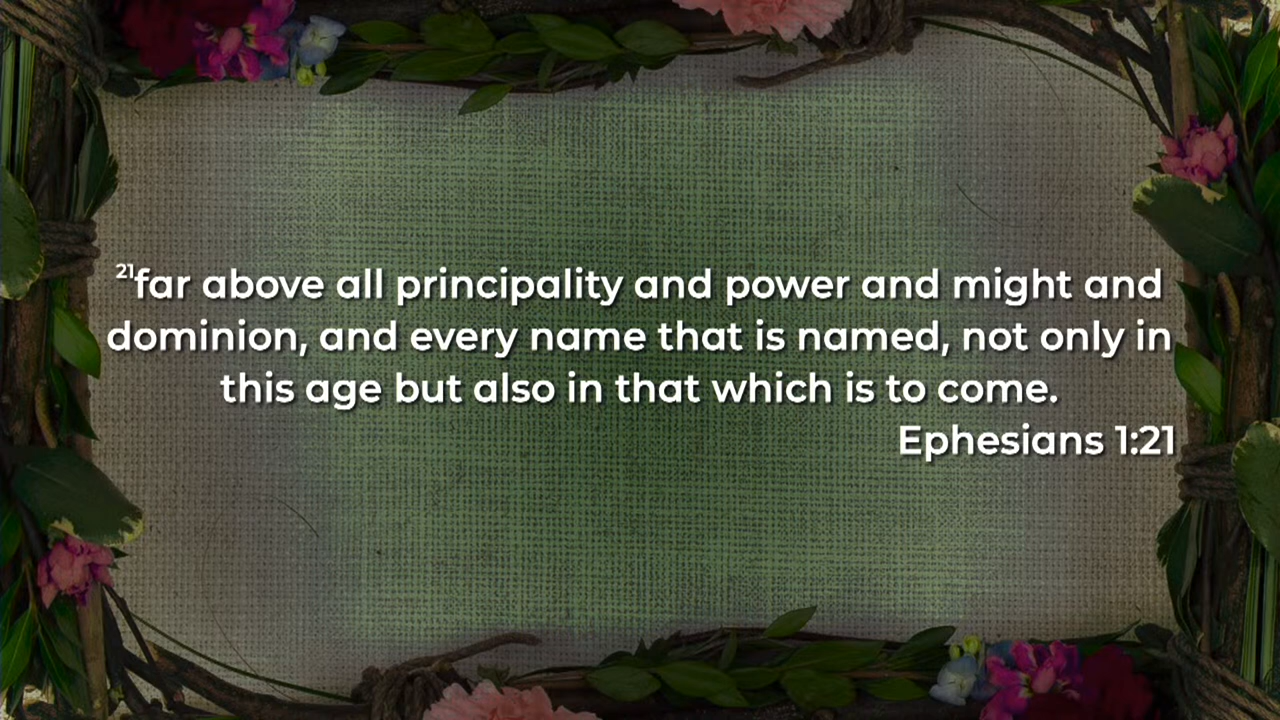 21far above all principality and power and might and
dominion, and every name that is named, not only in
this age but also in that which is to come.
Ephesians 1:21